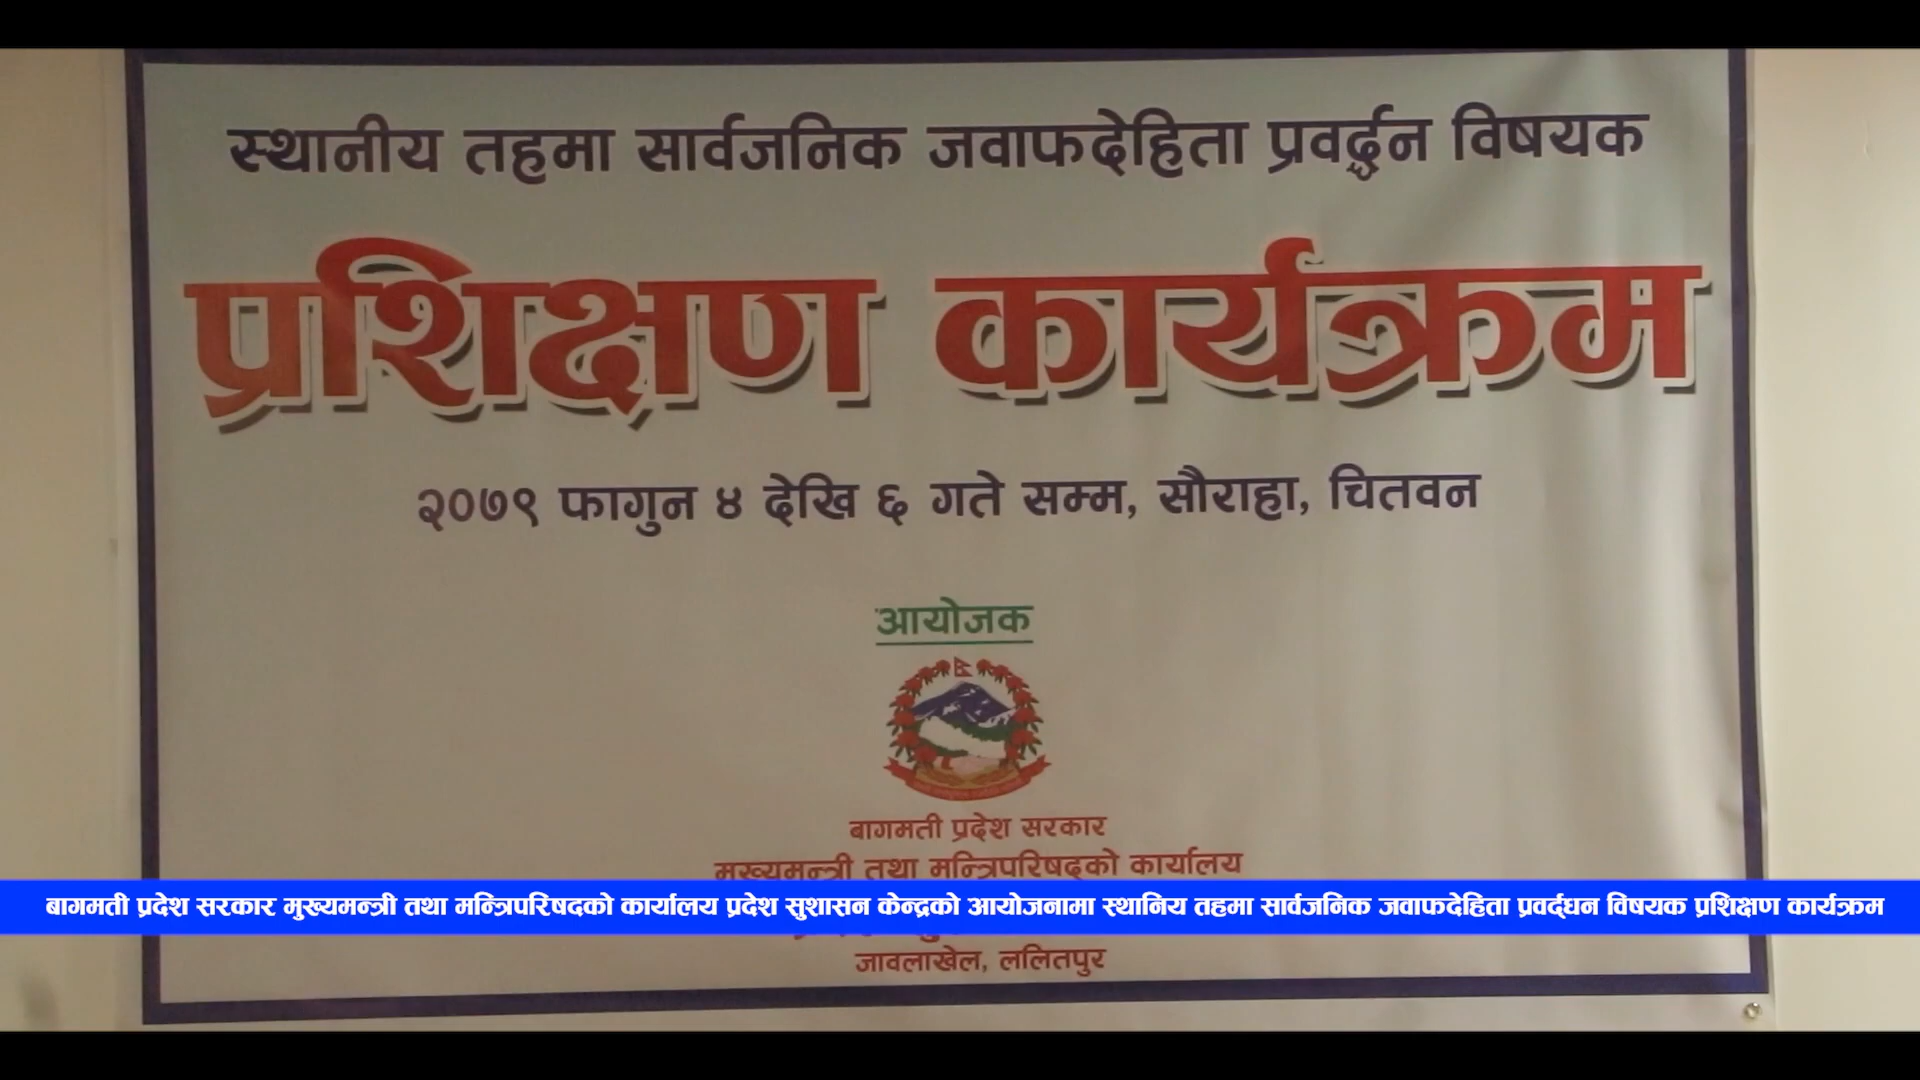 स्थानीय तहमा सार्वजनिक जवाफदेहिता प्रवर्द्धन विषयक
प्रशिक्षण कार्यक्रम
२०७९ फागुन ४ देखि ६ गते सम्म, सौराहा, चितवन
आयोजक
बागमती प्रदेश सरकार
मुख्यमन्त्री तथा मन्त्रिपरिषद्को कार्यालय
बागमती प्रदेश सरकार मुख्यमन्त्री तथा मन्त्रिपरिषदको कार्यालय प्रदेश सुशासन केन्द्रको आयोजनामा स्थानिय तहमा सार्वजनिक जवाफदेहिता प्रवर्द्धन विषयक प्रशिक्षण कार्यक्रम
जावलाखेल, ललितपुर